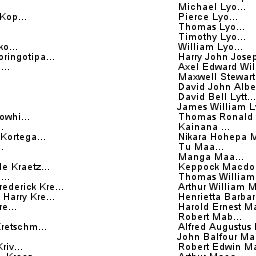 Kop...
ko...
oringotipa...
...
owhi...
..
Kortega...
.
le Kraetz...
...
rederick Kre...
Harry Kre...
re...
retschm...
Kriv...
Michael Lyo...
Pierce Lyo...
Thomas Lyo...
Timothy Lyo...
William Lyo...
Harry John Josep
Axel Edward Wil
Maxwell Stewart
David John Albe
David Bell Lytt...
James William L
Thomas Ronald
Kainana ...
Nikara Hohepa M
Tu Maa...
Manga Maa...
Keppock Macdo
Thomas William
Arthur William M
Henrietta Barbar
Harold Ernest Ma
Robert Mab...
Alfred Augustus
John Balfour Ma
Robert Edwin Ma